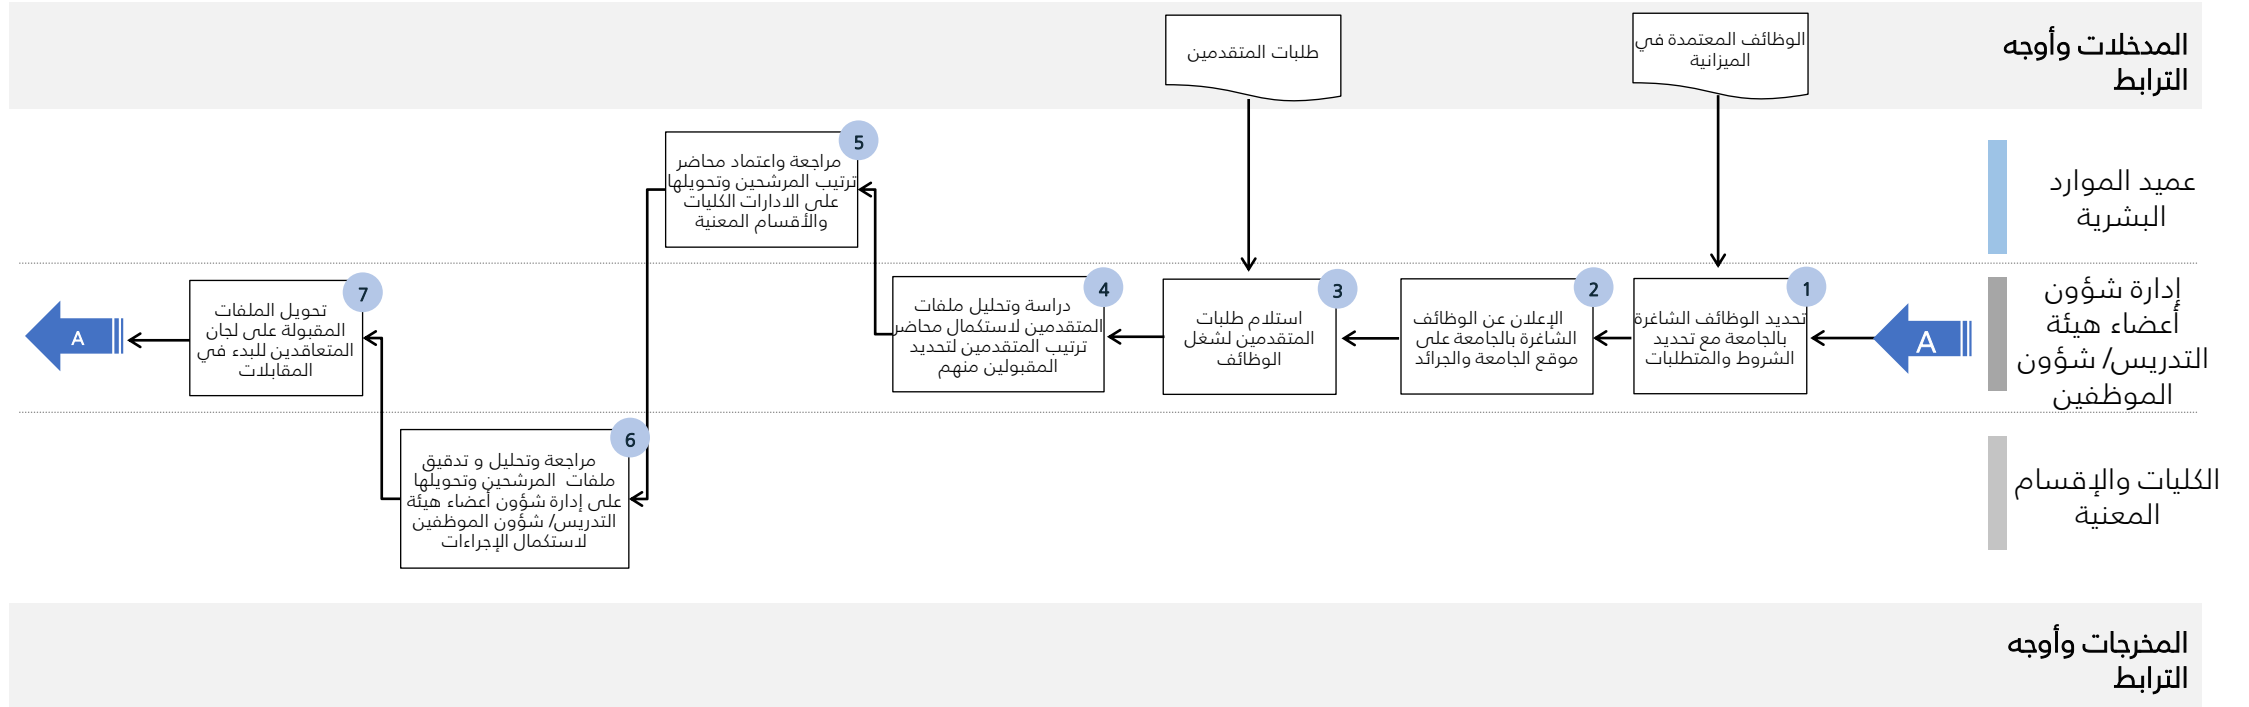 المدخلات وأوجه
الترابط
الوظائف المعتمدة في
الميزانية
طلبات المتقدمين
عميد الموارد
البشرية
5
مراجعة واعتماد محاضر
ترتيب المرشحين وتحويلها
على الادارات الكليات
والأقسام المعنية
إدارة شؤون
أعضاء هيئة
التدريس/ شؤون
الموظفين
A
1
تحديد الوظائف الشاغرة
بالجامعة مع تحديد
الشروط والمتطلبات
2
الإعلان عن الوظائف
الشاغرة بالجامعة على
موقع الجامعة والجرائد
3
استلام طلبات
المتقدمين لشغل
الوظائف
4
دراسة وتحليل ملفات
المتقدمين لاستكمال محاضر
ترتيب المتقدمين لتحديد
المقبولين منهم
7
تحويل الملفات
المقبولة على لجان
المتعاقدين للبدء في
المقابلات
A
الكليات والإقسام
المعنية
6
مراجعة وتحليل و تدقيق
ملفات المرشحين وتحويلها
على إدارة شؤون أعضاء هيئة
التدريس/ شؤون الموظفين
لاستكمال الإجراءات
المخرجات وأوجه
الترابط